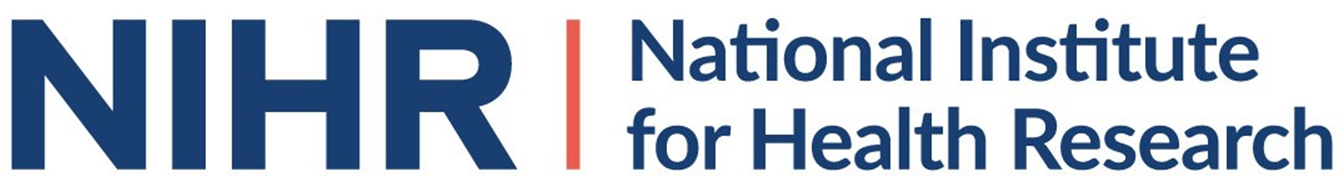 NIHR
National Institute
for Health Research